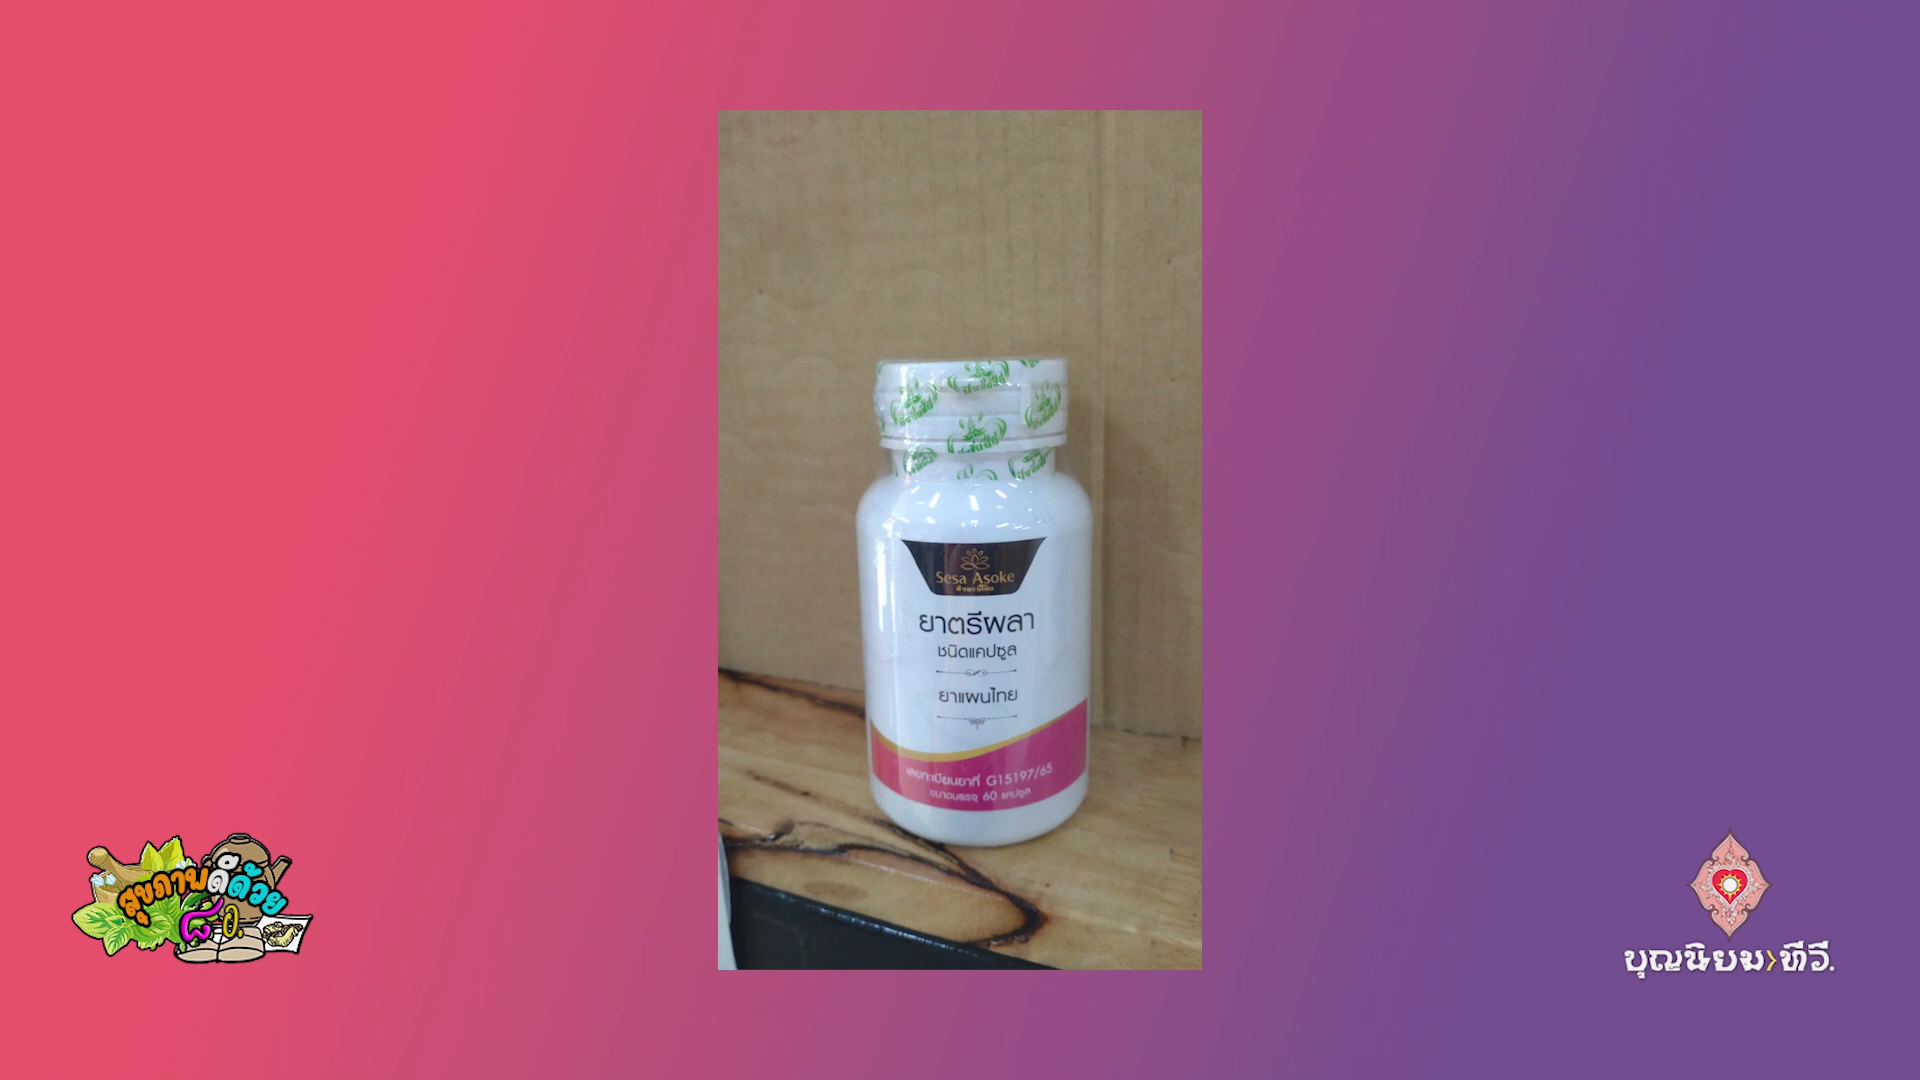 Sesa Asoke
ยาตรีผลา
ชนิดแคปซูล
ยาแผนไทย
เลขทะเบียนยาที่ G15197/65
ขนาดบรรจุ 60 แคปซูล
สุขภาพดีด้วย
๘ อ.
บุญนิยม ทีวี.